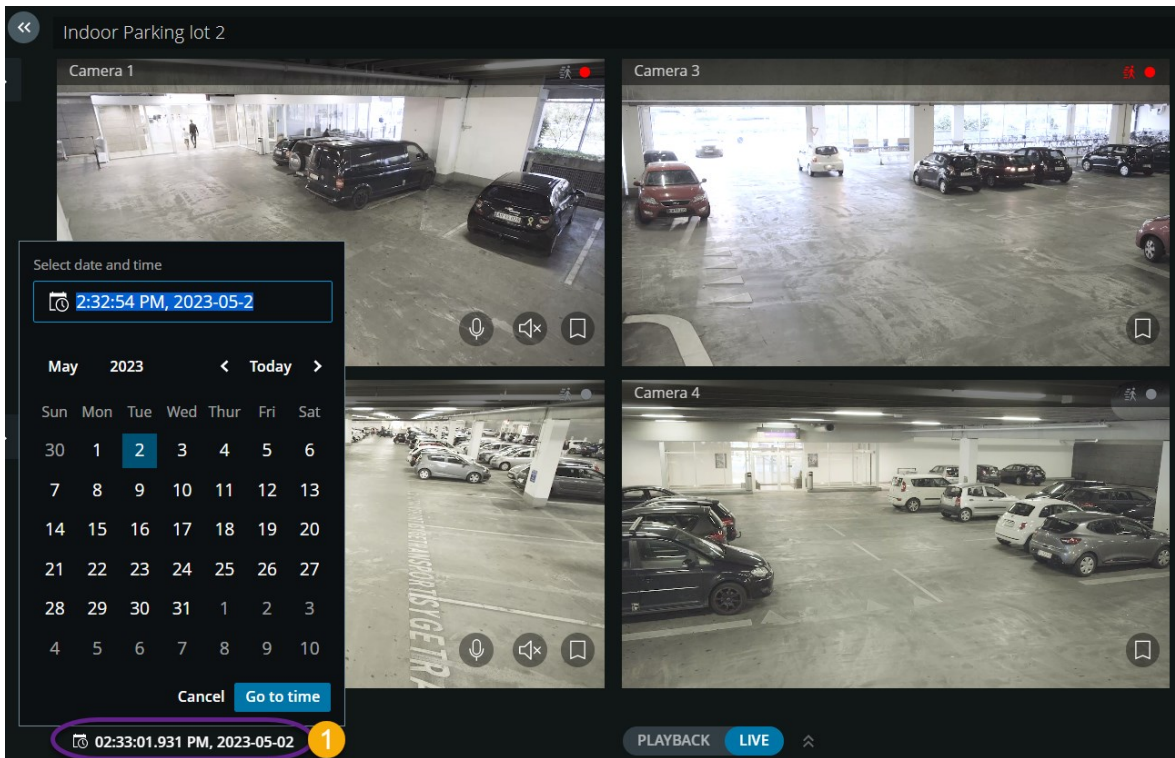 Indoor Parking lot 2
Camera 1
Camera 3
Select date and time
2:32:54 PM, 2023-05-2
May 2023 Today
Sun Mon Tue Wed Thur Fri Sat
30 1 2 3 4 5 6
7 8 9 10 11 12 13
14 15 16 17 18 19 20
21 22 23 24 25 26 27
28 29 30 31 1 2 3
4 5 6 7 8 9 10
Cancel Go to time
Camera 4
02:33:01.931 PM, 2023-05-02
1
PLAYBACK LIVE